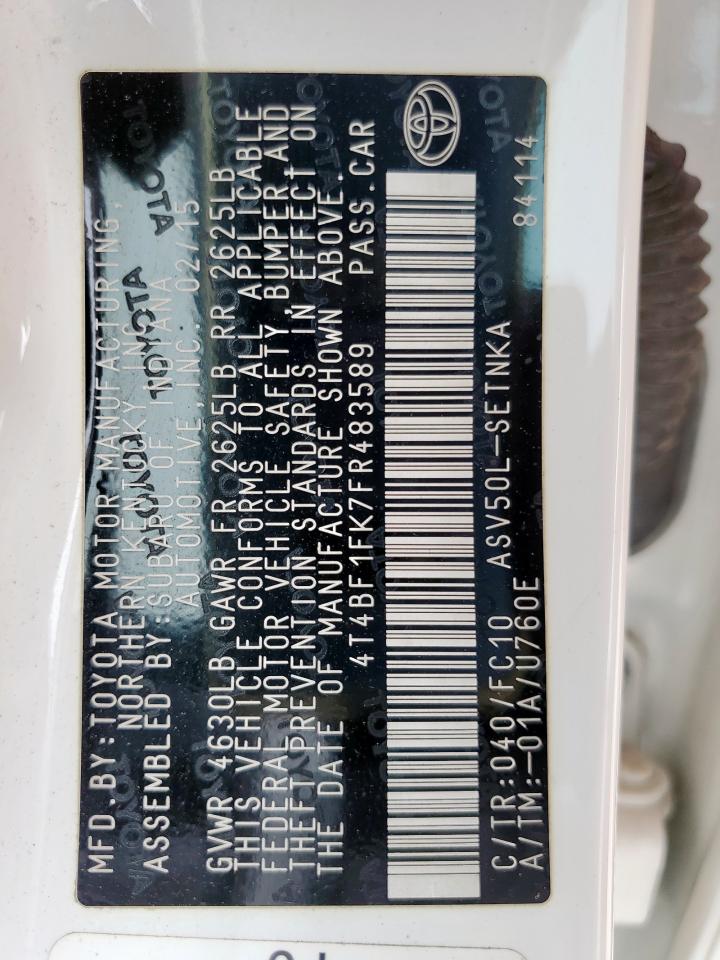 MFD.BY:TOYOTA MOTOR MANUFACTURING,
NORTHERN KENTUCKY INC.
ASSEMBLED BY:SUBARU OF INDIANA
AUTOMOTIVE INC. 02/15
GVWR 4630LB GAWR FR 2625LB RR 2625LB
THIS VEHICLE CONFORMS TO ALL APPLICABLE
FEDERAL MOTOR VEHICLE SAFETY, BUMPER AND
THEFT PREVENTION STANDARDS IN EFFECT ON
THE DATE OF MANUFACTURE SHOWN ABOVE.
4T4BF1FK7FR483589 PASS.CAR
C/TR:040/FC10 ASV50L-SETNKA 84114
A/TM:-01A/U760E